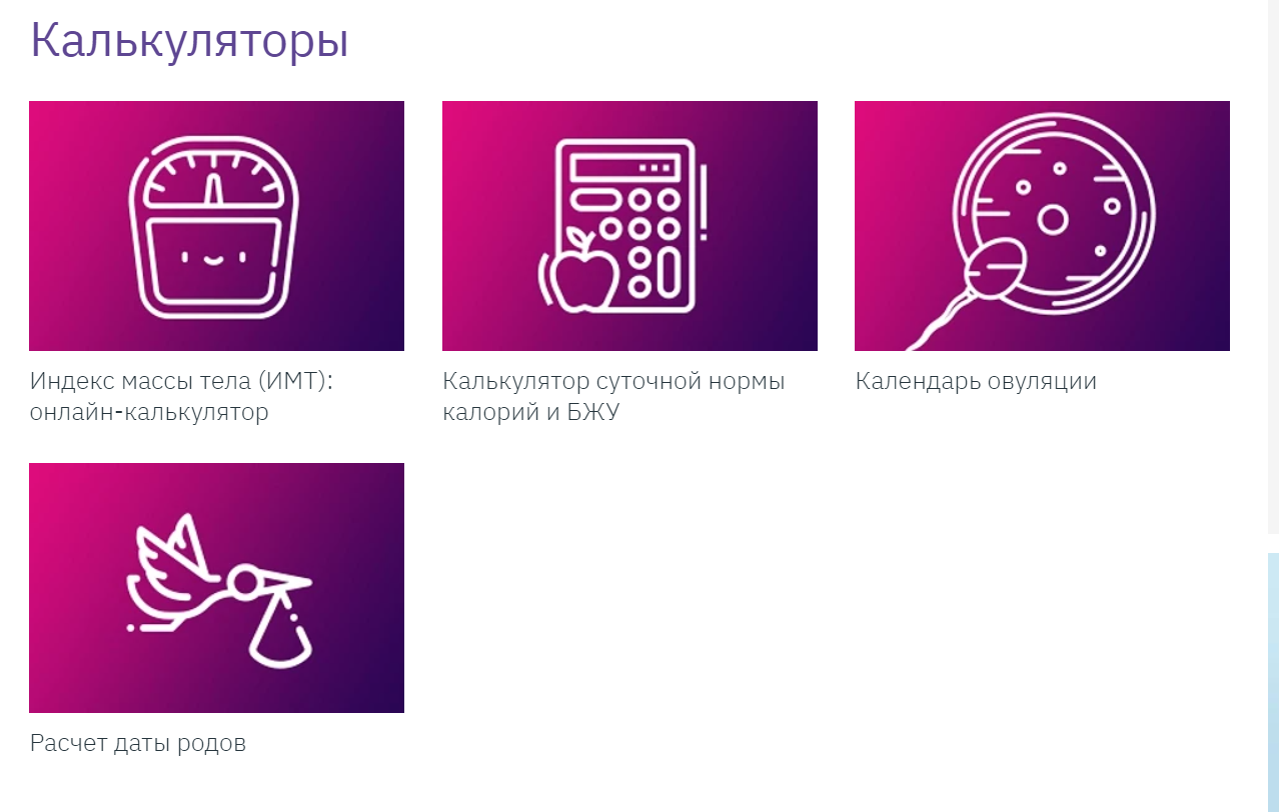 Калькуляторы
Индекс массы тела (ИМТ):
онлайн-калькулятор
Калькулятор суточной нормы
калорий и БЖУ
Календарь овуляции
Расчет даты родов